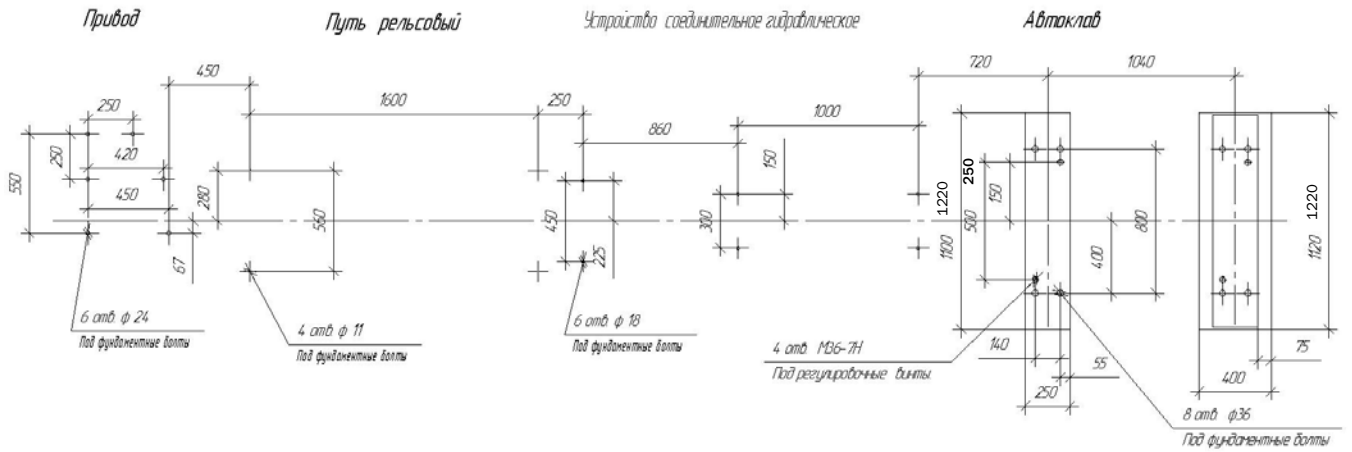 Привод
Путь рельсовый
Устройство соединительное гидравлическое
Автоклав
450
720
1040
250
1600
250
1000
860
550
250
420
450
280
560
450
225
150
300
67
1220
1100
250
500
150
400
800
1220
1120
6 отв. ф 24
Под фундаментные болты
4 отв. ф 11
Под фундаментные болты
6 отв. ф 18
Под фундаментные болты
4 отв. М36-7Н
Под регулировочные винты.
140
55
250
75
400
8 отв. ф36
Под фундаментные болты